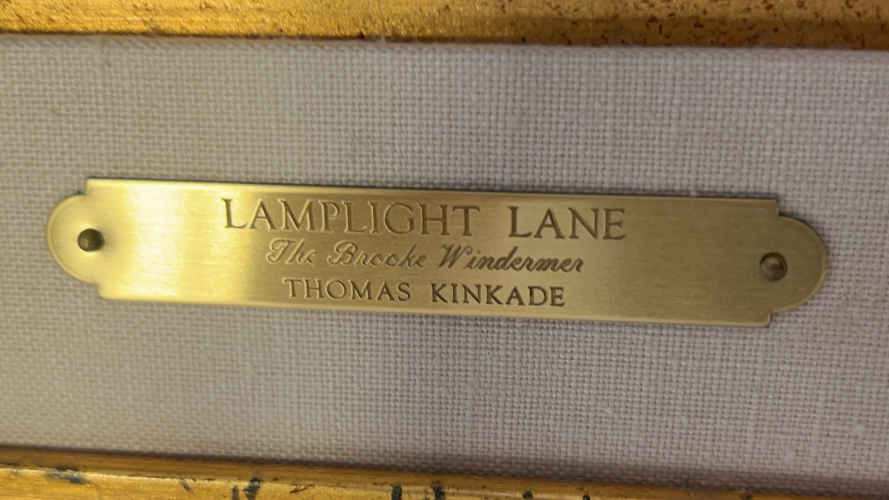 LAMPLIGHT LANE
The Brooke Windermer
THOMAS KINKADE